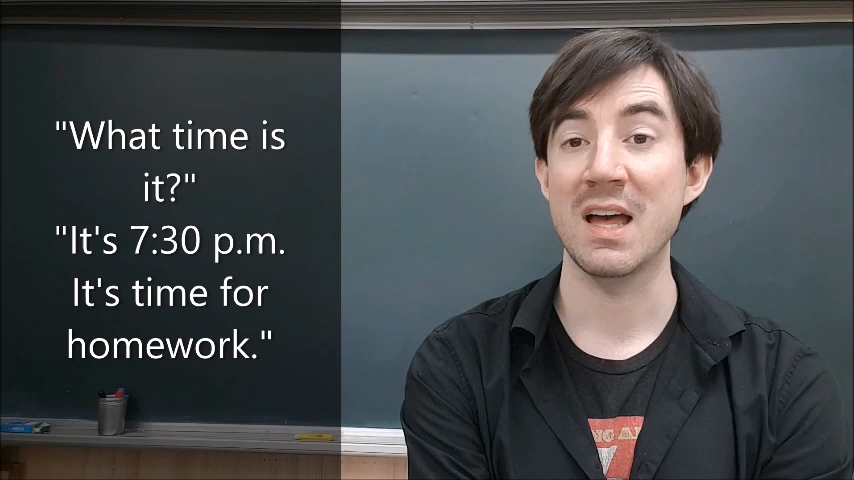 "What time is
it?"
"It's 7:30 p.m.
It's time for
homework."